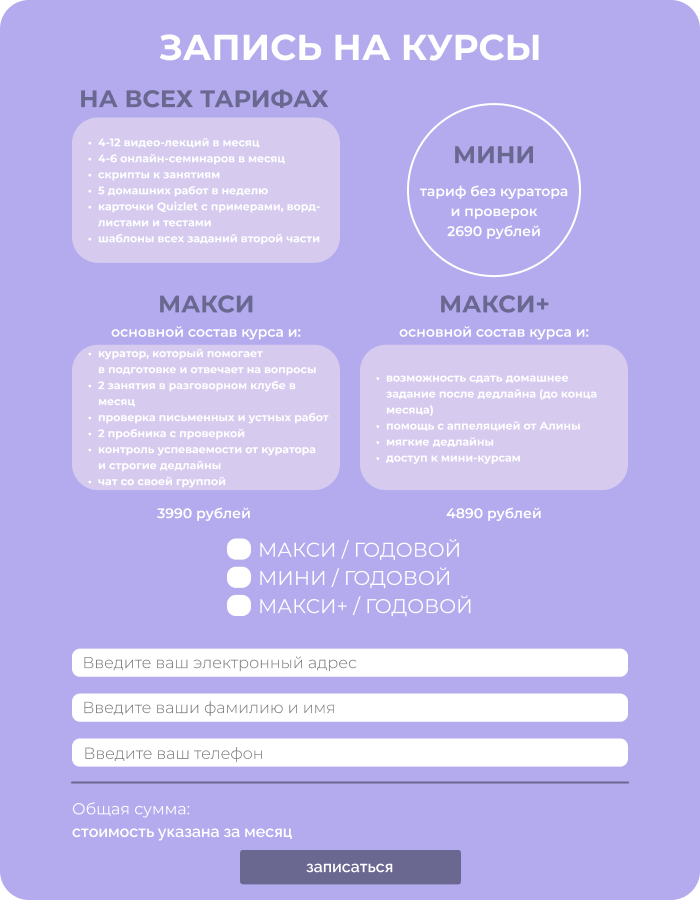 ЗАПИСЬ НА КУРСЫ
НА ВСЕХ ТАРИФАХ
• 4-12 видео-лекций в месяц
• 4-6 онлайн-семинаров в месяц
• скрипты к занятиям
• 5 домашних работ в неделю
• карточки Quizlet с примерами, ворд-
листами и тестами
• шаблоны всех заданий второй части
МИНИ
тариф без куратора
и проверок
2690 рублей
МАКСИ
основной состав курса и:
• куратор, который помогает
в подготовке и отвечает на вопросы
• 2 занятия в разговорном клубе в
месяц
• проверка письменных и устных работ
• 2 пробника с проверкой
• контроль успеваемости от куратора
и строгие дедлайны
• чат со своей группой
3990 рублей
МАКСИ+
основной состав курса и:
• возможность сдать домашнее
задание после дедлайна (до конца
месяца)
• помощь с аппеляцией от Алины
• мягкие дедлайны
• доступ к мини-курсам
4890 рублей
МАКСИ / ГОДОВОЙ
МИНИ / ГОДОВОЙ
МАКСИ+ / ГОДОВОЙ
Введите ваш электронный адрес
Введите ваши фамилию и имя
Введите ваш телефон
Общая сумма:
стоимость указана за месяц
записаться